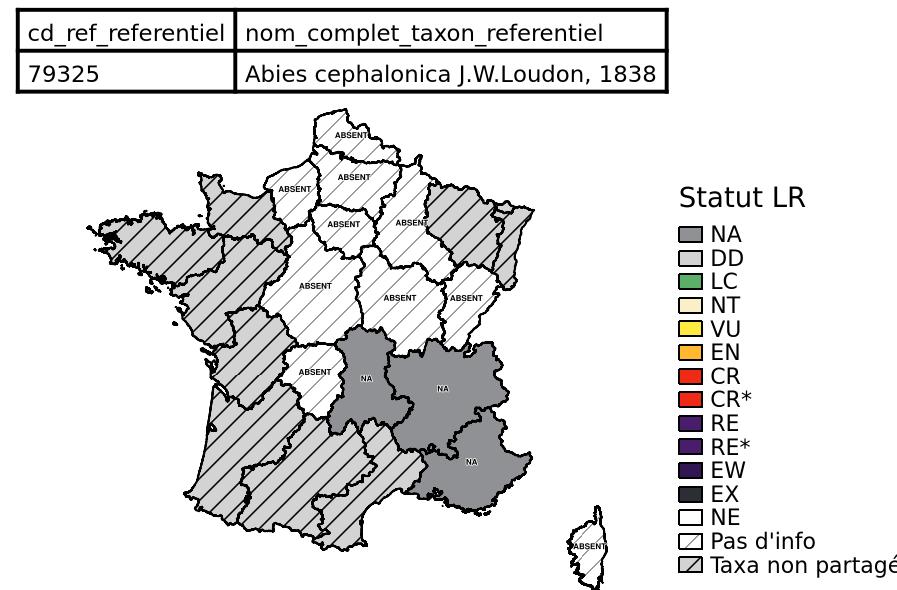 cd_ref_referentiel nom_complet_taxon_referentiel
79325 Abies cephalonica J.W.Loudon, 1838
ABSENT
ABSENT
ABSENT
ABSENT
ABSENT
ABSENT
ABSENT
ABSENT
ABSENT
NA
NA
NA
ABSENT
Statut LR
NA
DD
LC
NT
VU
EN
CR
CR*
RE
RE*
EW
EX
NE
Pas d'info
Taxa non partagé